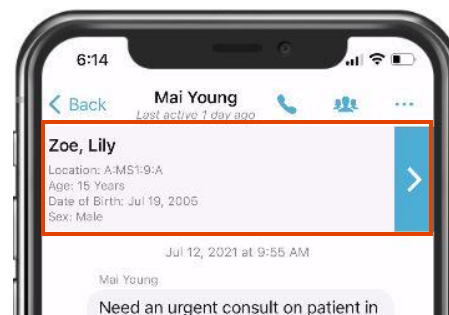 6:14
Back
Mai Young
Last active 1 day ago
Zoe, Lily
Location: A:MS1:9:A
Age: 15 Years
Date of Birth: Jul 19, 2006
Sex: Male
Jul 12, 2021 at 9:55 AM
Mai Young
Need an urgent consult on patient in